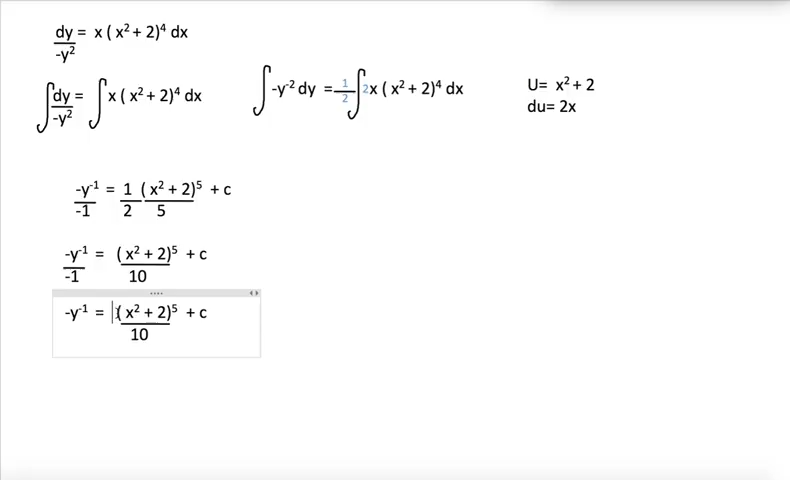 dy = x ( x² + 2)⁴ dx
-y²
∫ dy = ∫ x ( x² + 2)⁴ dx
-y²
∫ -y⁻² dy = 1 ∫ 2x ( x² + 2)⁴ dx
2
U= x² + 2
du= 2x
-y⁻¹ = 1 ( x² + 2)⁵ + c
-1 2 5
-y⁻¹ = ( x² + 2)⁵ + c
-1 10
-y⁻¹ = ( x² + 2)⁵ + c
10